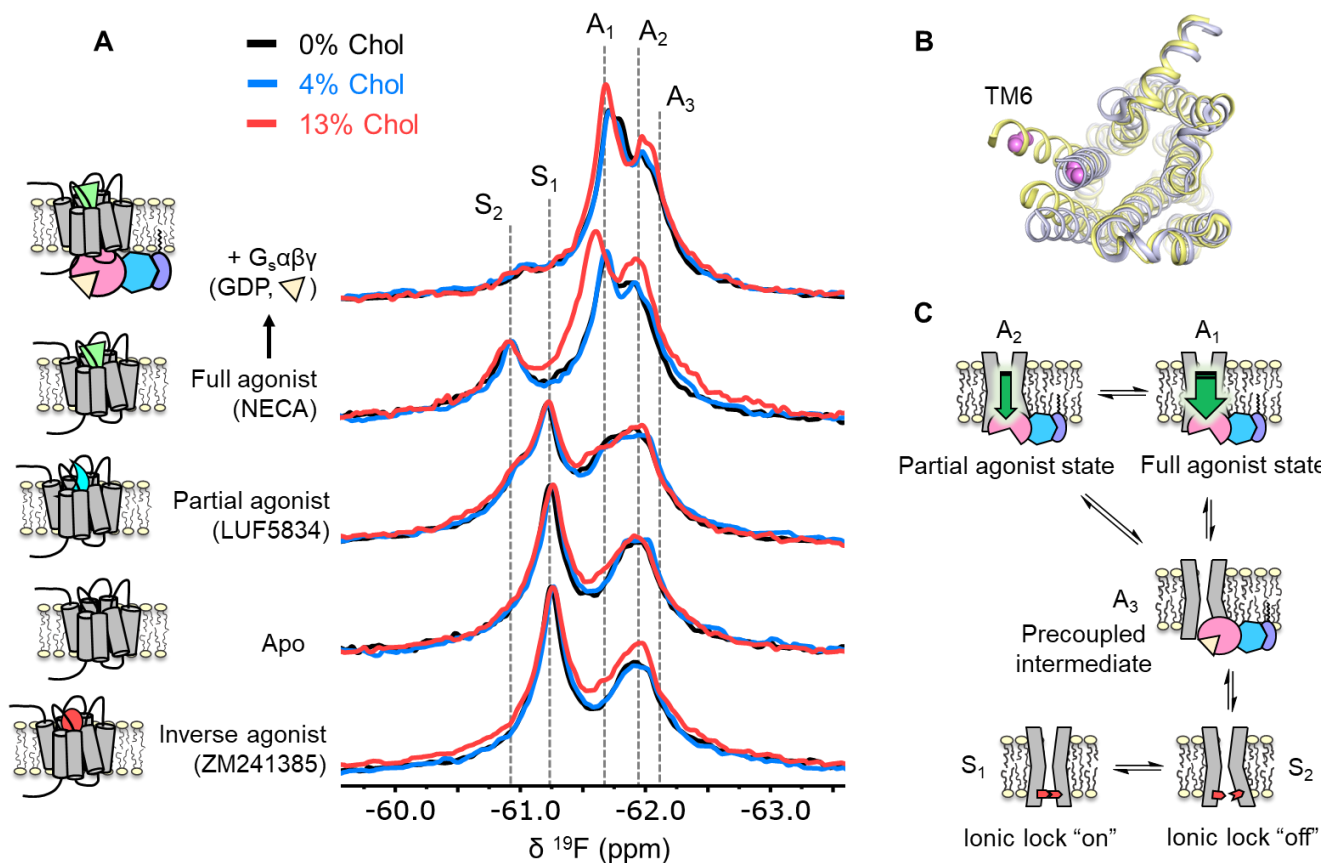 A
0% Chol
4% Chol
13% Chol
A₁
A₂
A₃
S₁
S₂
+ Gₛαβγ
(GDP, )
Full agonist
(NECA)
Partial agonist
(LUF5834)
Apo
Inverse agonist
(ZM241385)
-60.0
-61.0
-62.0
-63.0
δ ¹⁹F (ppm)
B
TM6
C
A₂
A₁
Partial agonist state
Full agonist state
A₃
Precoupled
intermediate
S₁
S₂
Ionic lock “on”
Ionic lock “off”